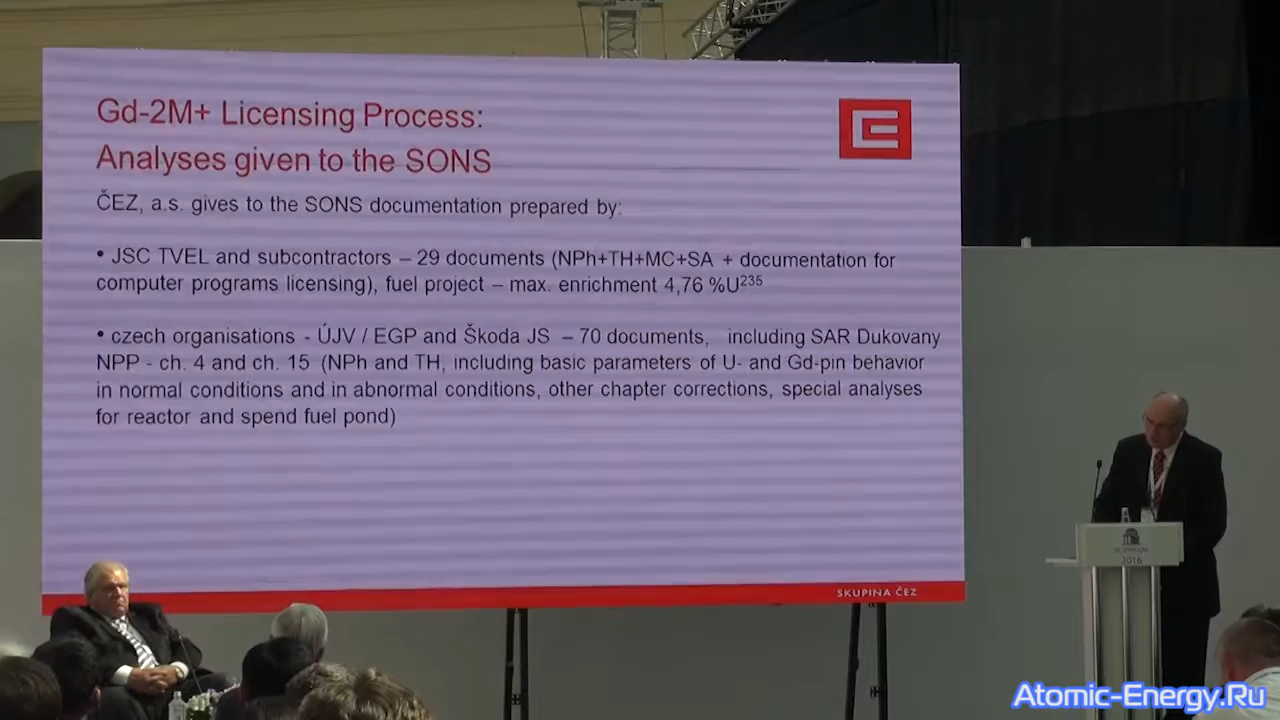 Gd-2M+ Licensing Process:
Analyses given to the SONS
ČEZ, a.s. gives to the SONS documentation prepared by:
• JSC TVEL and subcontractors – 29 documents (NPh+TH+MC+SA + documentation for
computer programs licensing), fuel project – max. enrichment 4,76 %U²³⁵
• czech organisations - ÚJV / EGP and Škoda JS – 70 documents, including SAR Dukovany
NPP - ch. 4 and ch. 15 (NPh and TH, including basic parameters of U- and Gd-pin behavior
in normal conditions and in abnormal conditions, other chapter corrections, special analyses
for reactor and spend fuel pond)
SKUPINA ČEZ
2016
Atomic-Energy.Ru